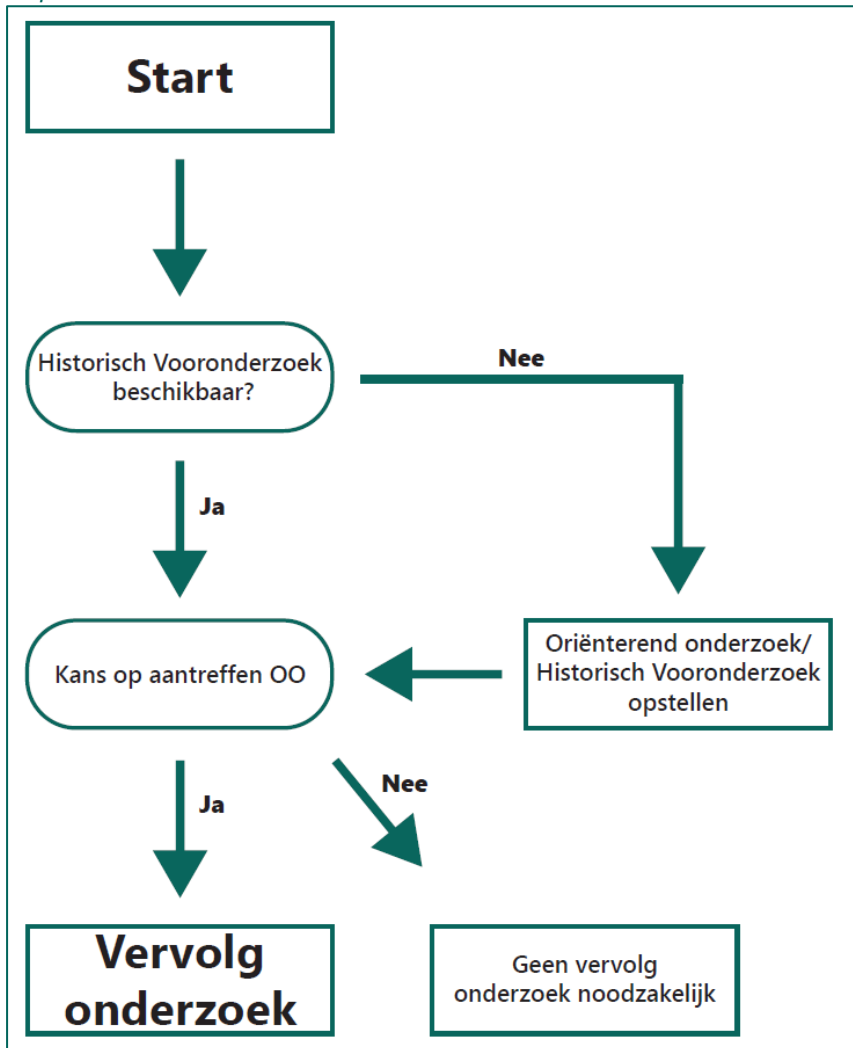 Start
Historisch Vooronderzoek
beschikbaar?
Nee
Ja
Kans op aantreffen OO
Oriënterend onderzoek/
Historisch Vooronderzoek
opstellen
Ja
Nee
Vervolg
onderzoek
Geen vervolg
onderzoek noodzakelijk